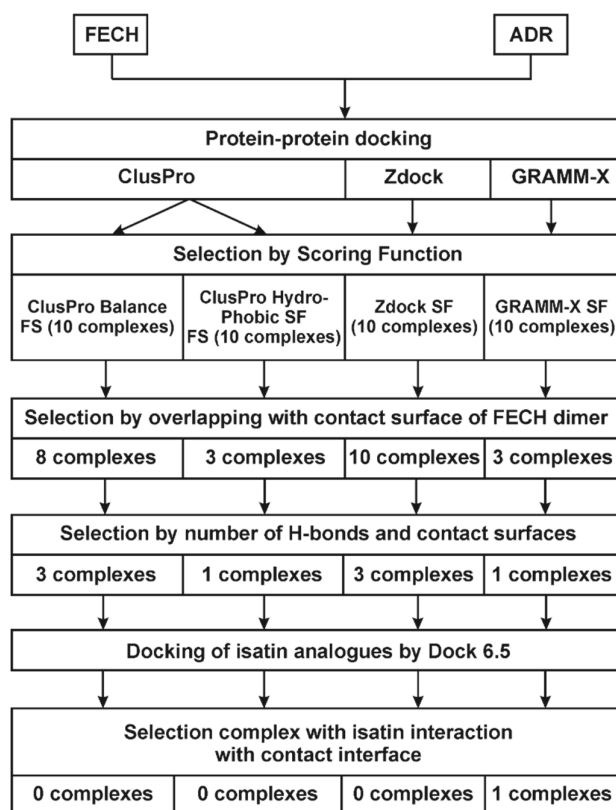 FECH
ADR
Protein-protein docking
ClusPro
Zdock
GRAMM-X
Selection by Scoring Function
ClusPro Balance
FS (10 complexes)
ClusPro Hydro-
Phobic SF
FS (10 complexes)
Zdock SF
(10 complexes)
GRAMM-X SF
(10 complexes)
Selection by overlapping with contact surface of FECH dimer
8 complexes
3 complexes
10 complexes
3 complexes
Selection by number of H-bonds and contact surfaces
3 complexes
1 complexes
3 complexes
1 complexes
Docking of isatin analogues by Dock 6.5
Selection complex with isatin interaction
with contact interface
0 complexes
0 complexes
0 complexes
1 complexes